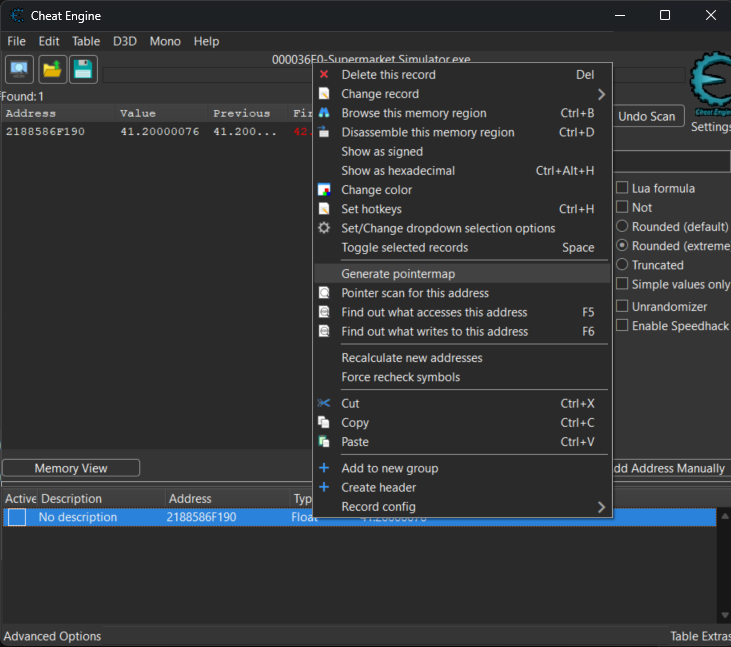 Cheat Engine
File Edit Table D3D Mono Help
000036E0-Supermarket Simulator.exe
Found:1
Address Value Previous Fir
2188586F190 41.20000076 41.200... 42.
Undo Scan
Cheat Engine
Settings
Delete this record Del
Change record
Browse this memory region Ctrl+B
Disassemble this memory region Ctrl+D
Show as signed
Show as hexadecimal Ctrl+Alt+H
Change color
Set hotkeys Ctrl+H
Set/Change dropdown selection options
Toggle selected records Space
Generate pointermap
Pointer scan for this address
Find out what accesses this address F5
Find out what writes to this address F6
Recalculate new addresses
Force recheck symbols
Cut Ctrl+X
Copy Ctrl+C
Paste Ctrl+V
Add to new group
Create header
Record config
Lua formula
Not
Rounded (default)
Rounded (extreme
Truncated
Simple values only
Unrandomizer
Enable Speedhack
Memory View
dd Address Manually
Active Description Address Typ
No description 2188586F190 Float 41.20000076
Advanced Options Table Extras